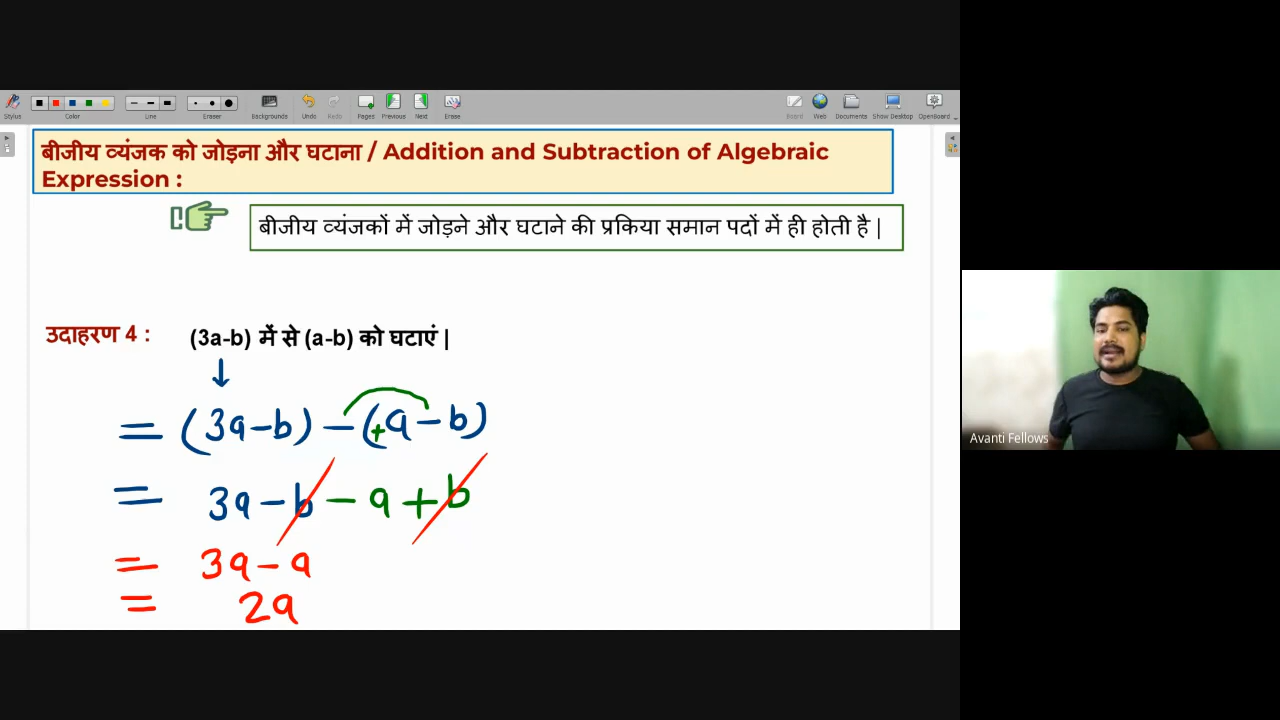 Stylus
Color
Line
Eraser
Backgrounds
Undo
Redo
Pages
Previous
Next
Erase
Board
Web
Documents
Show Desktop
OpenBoard
बीजीय व्यंजक को जोड़ना और घटाना / Addition and Subtraction of Algebraic
Expression :
बीजीय व्यंजकों में जोड़ने और घटाने की प्रकिया समान पदों में ही होती है |
उदाहरण 4 : (3a-b) में से (a-b) को घटाएं |
= (3a-b) - (+a-b)
= 3a - b - a + b
= 3a - a
= 2a
Avanti Fellows